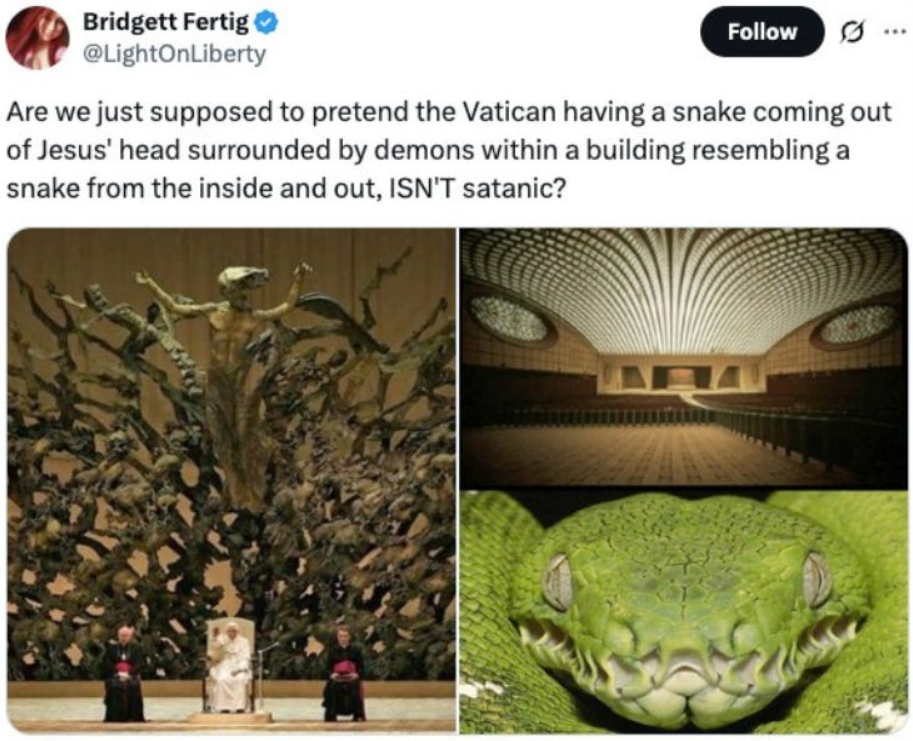 Bridgett Fertig
Follow
@LightOnLiberty
Are we just supposed to pretend the Vatican having a snake coming out
of Jesus' head surrounded by demons within a building resembling a
snake from the inside and out, ISN'T satanic?